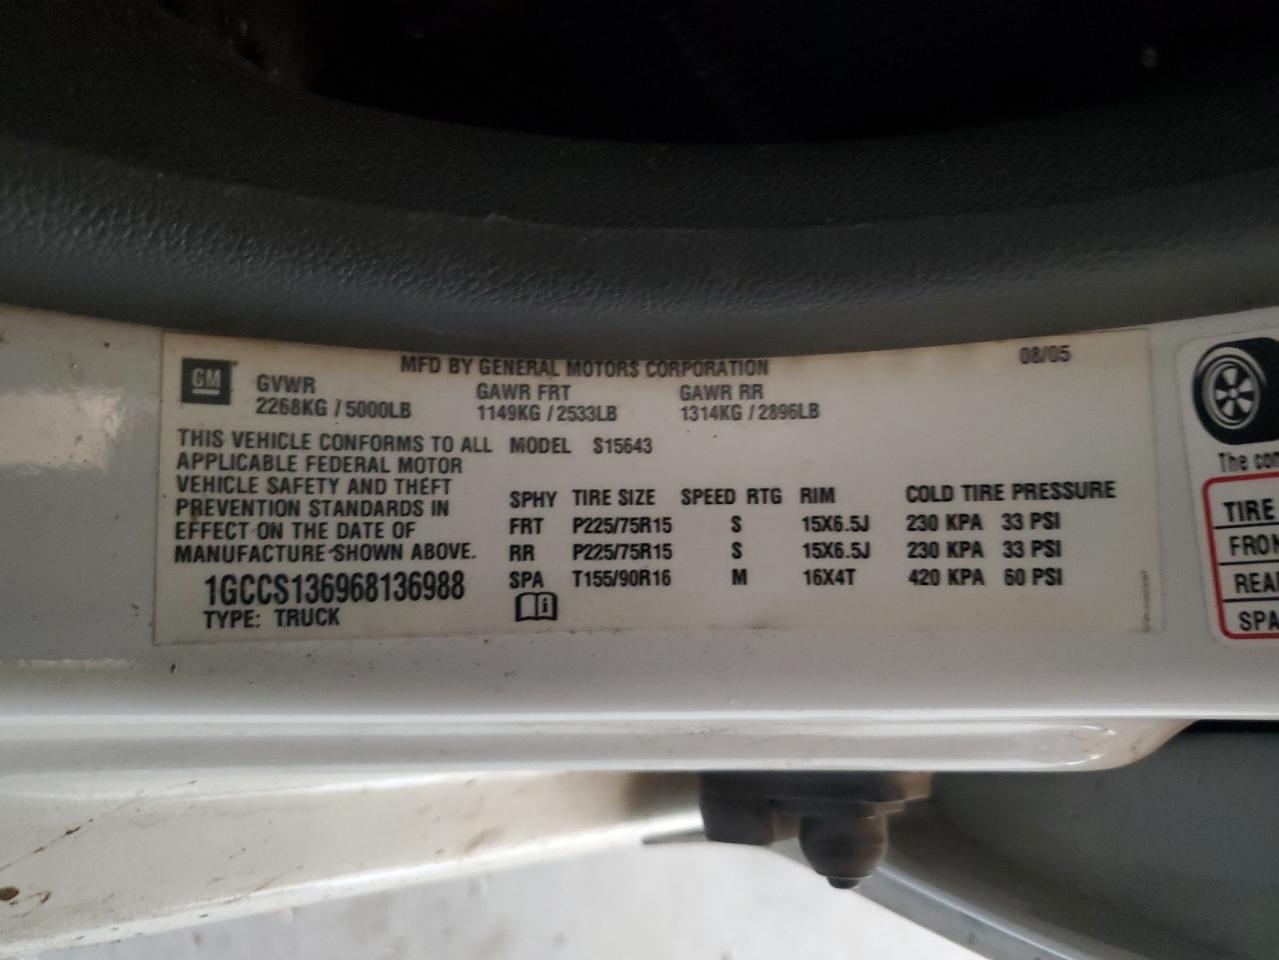 MFD BY GENERAL MOTORS CORPORATION 08/05
GM
GVWR GAWR FRT GAWR RR
2268KG / 5000LB 1149KG / 2533LB 1314KG / 2896LB
THIS VEHICLE CONFORMS TO ALL
APPLICABLE FEDERAL MOTOR
VEHICLE SAFETY AND THEFT
PREVENTION STANDARDS IN
EFFECT ON THE DATE OF
MANUFACTURE SHOWN ABOVE.
1GCCS136968136988
TYPE: TRUCK
MODEL S15643
SPHY TIRE SIZE SPEED RTG RIM COLD TIRE PRESSURE
FRT P225/75R15 S 15X6.5J 230 KPA 33 PSI
RR P225/75R15 S 15X6.5J 230 KPA 33 PSI
SPA T155/90R16 M 16X4T 420 KPA 60 PSI
i
The com
TIRE
FRON
REA
SPA